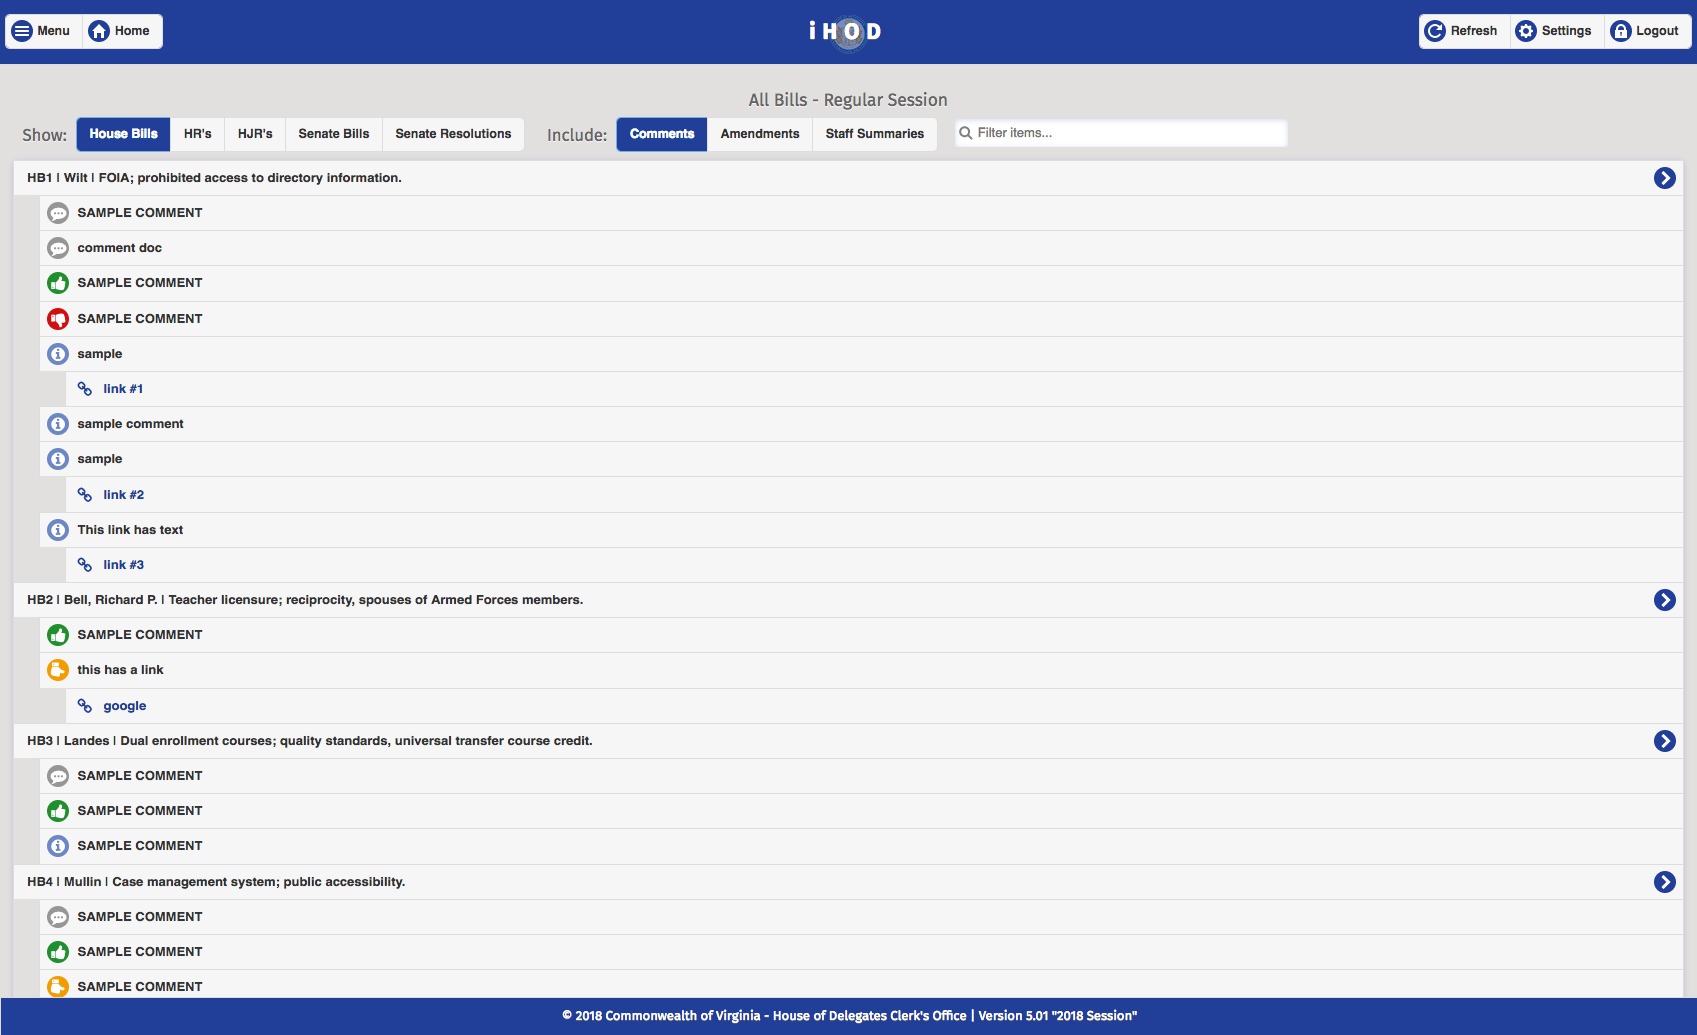 Menu Home i HOD Refresh Settings Logout
All Bills - Regular Session
Show: House Bills HR's HJR's Senate Bills Senate Resolutions Include: Comments Amendments Staff Summaries Filter items...
HB1 | Wilt | FOIA; prohibited access to directory information.
SAMPLE COMMENT
comment doc
SAMPLE COMMENT
SAMPLE COMMENT
sample
link #1
sample comment
sample
link #2
This link has text
link #3
HB2 | Bell, Richard P. | Teacher licensure; reciprocity, spouses of Armed Forces members.
SAMPLE COMMENT
this has a link
google
HB3 | Landes | Dual enrollment courses; quality standards, universal transfer course credit.
SAMPLE COMMENT
SAMPLE COMMENT
SAMPLE COMMENT
HB4 | Mullin | Case management system; public accessibility.
SAMPLE COMMENT
SAMPLE COMMENT
SAMPLE COMMENT
© 2018 Commonwealth of Virginia - House of Delegates Clerk's Office | Version 5.01 "2018 Session"